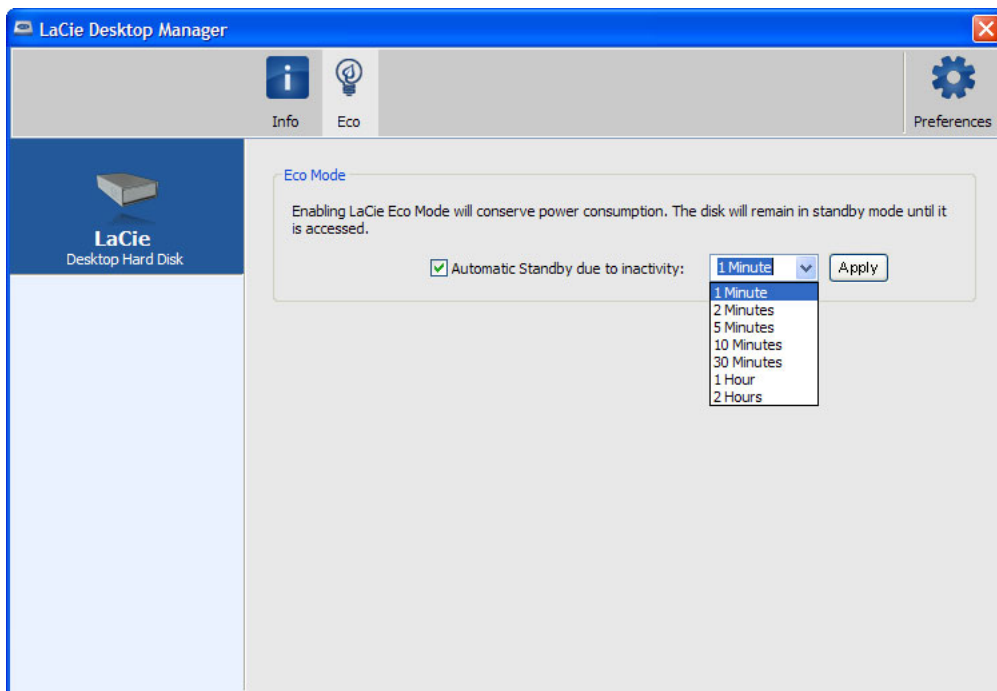 LaCie Desktop Manager
Info
Eco
Preferences
LaCie
Desktop Hard Disk
Eco Mode
Enabling LaCie Eco Mode will conserve power consumption. The disk will remain in standby mode until it
is accessed.
Automatic Standby due to inactivity:
1 Minute
Apply
1 Minute
2 Minutes
5 Minutes
10 Minutes
30 Minutes
1 Hour
2 Hours